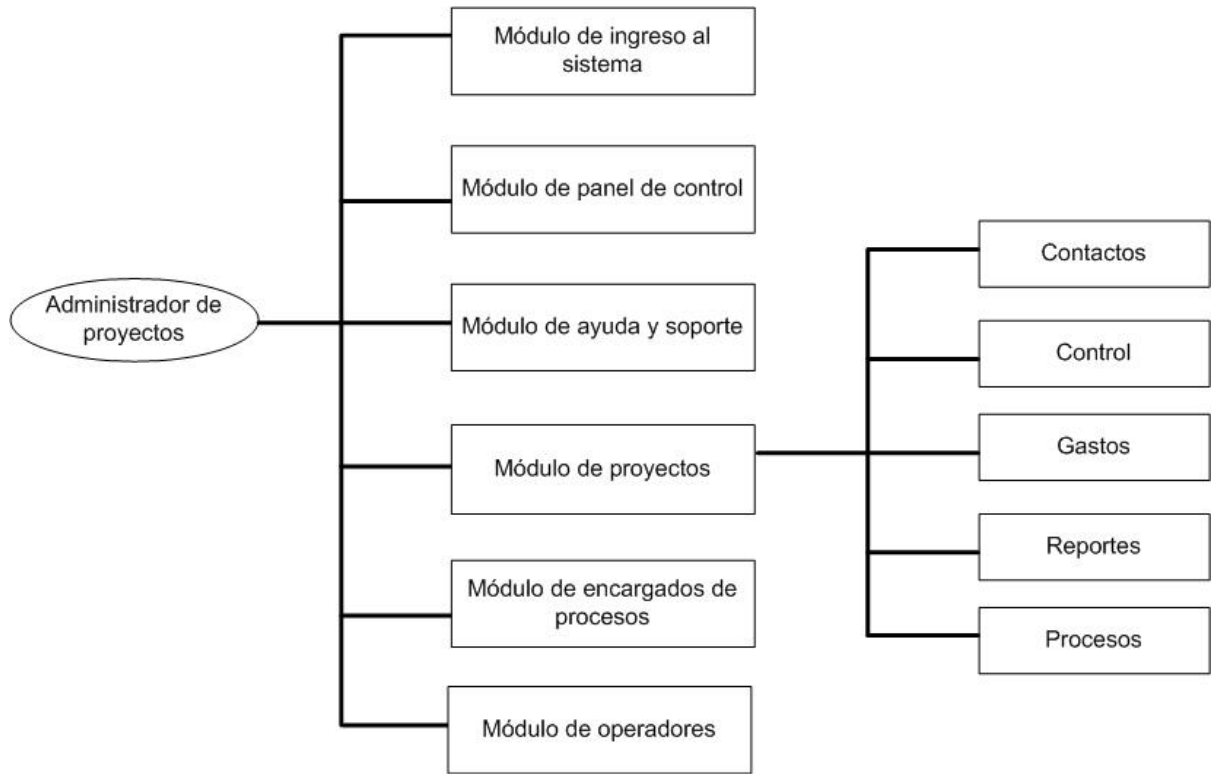 Administrador de
proyectos
Módulo de ingreso al
sistema
Módulo de panel de control
Módulo de ayuda y soporte
Módulo de proyectos
Módulo de encargados de
procesos
Módulo de operadores
Contactos
Control
Gastos
Reportes
Procesos